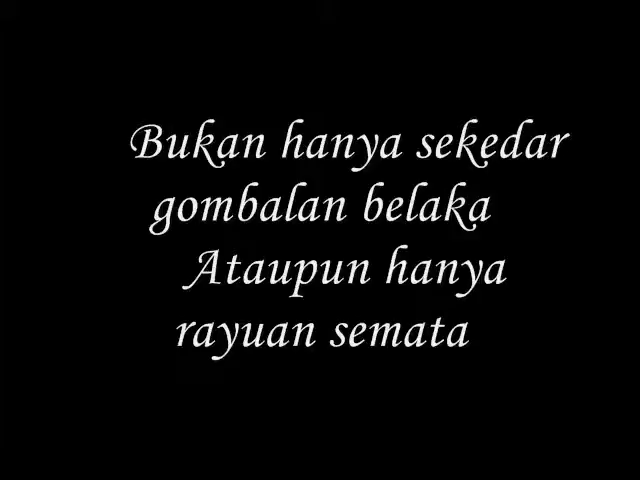 Bukan hanya sekedar
gombalan belaka
Ataupun hanya
rayuan semata